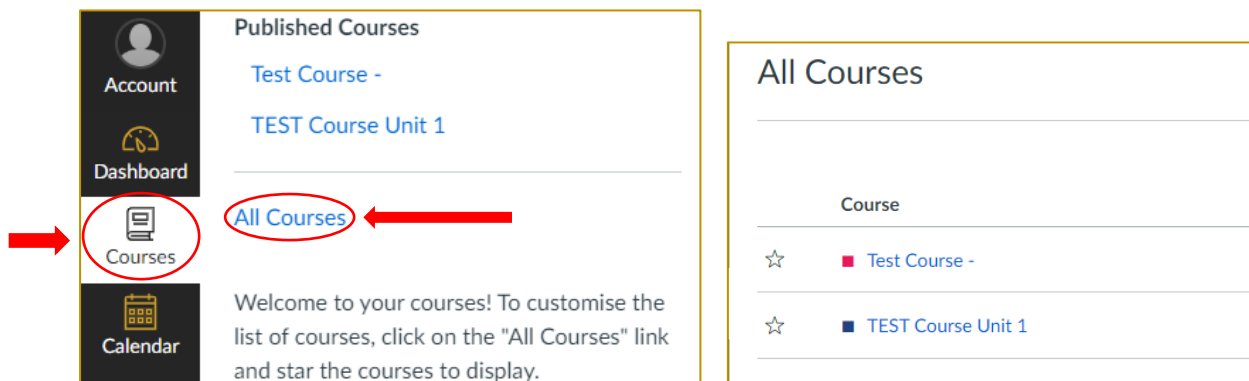 Account
Dashboard
Courses
Calendar
Published Courses
Test Course -
TEST Course Unit 1
All Courses
Welcome to your courses! To customise the
list of courses, click on the "All Courses" link
and star the courses to display.
All Courses
Course
Test Course -
TEST Course Unit 1